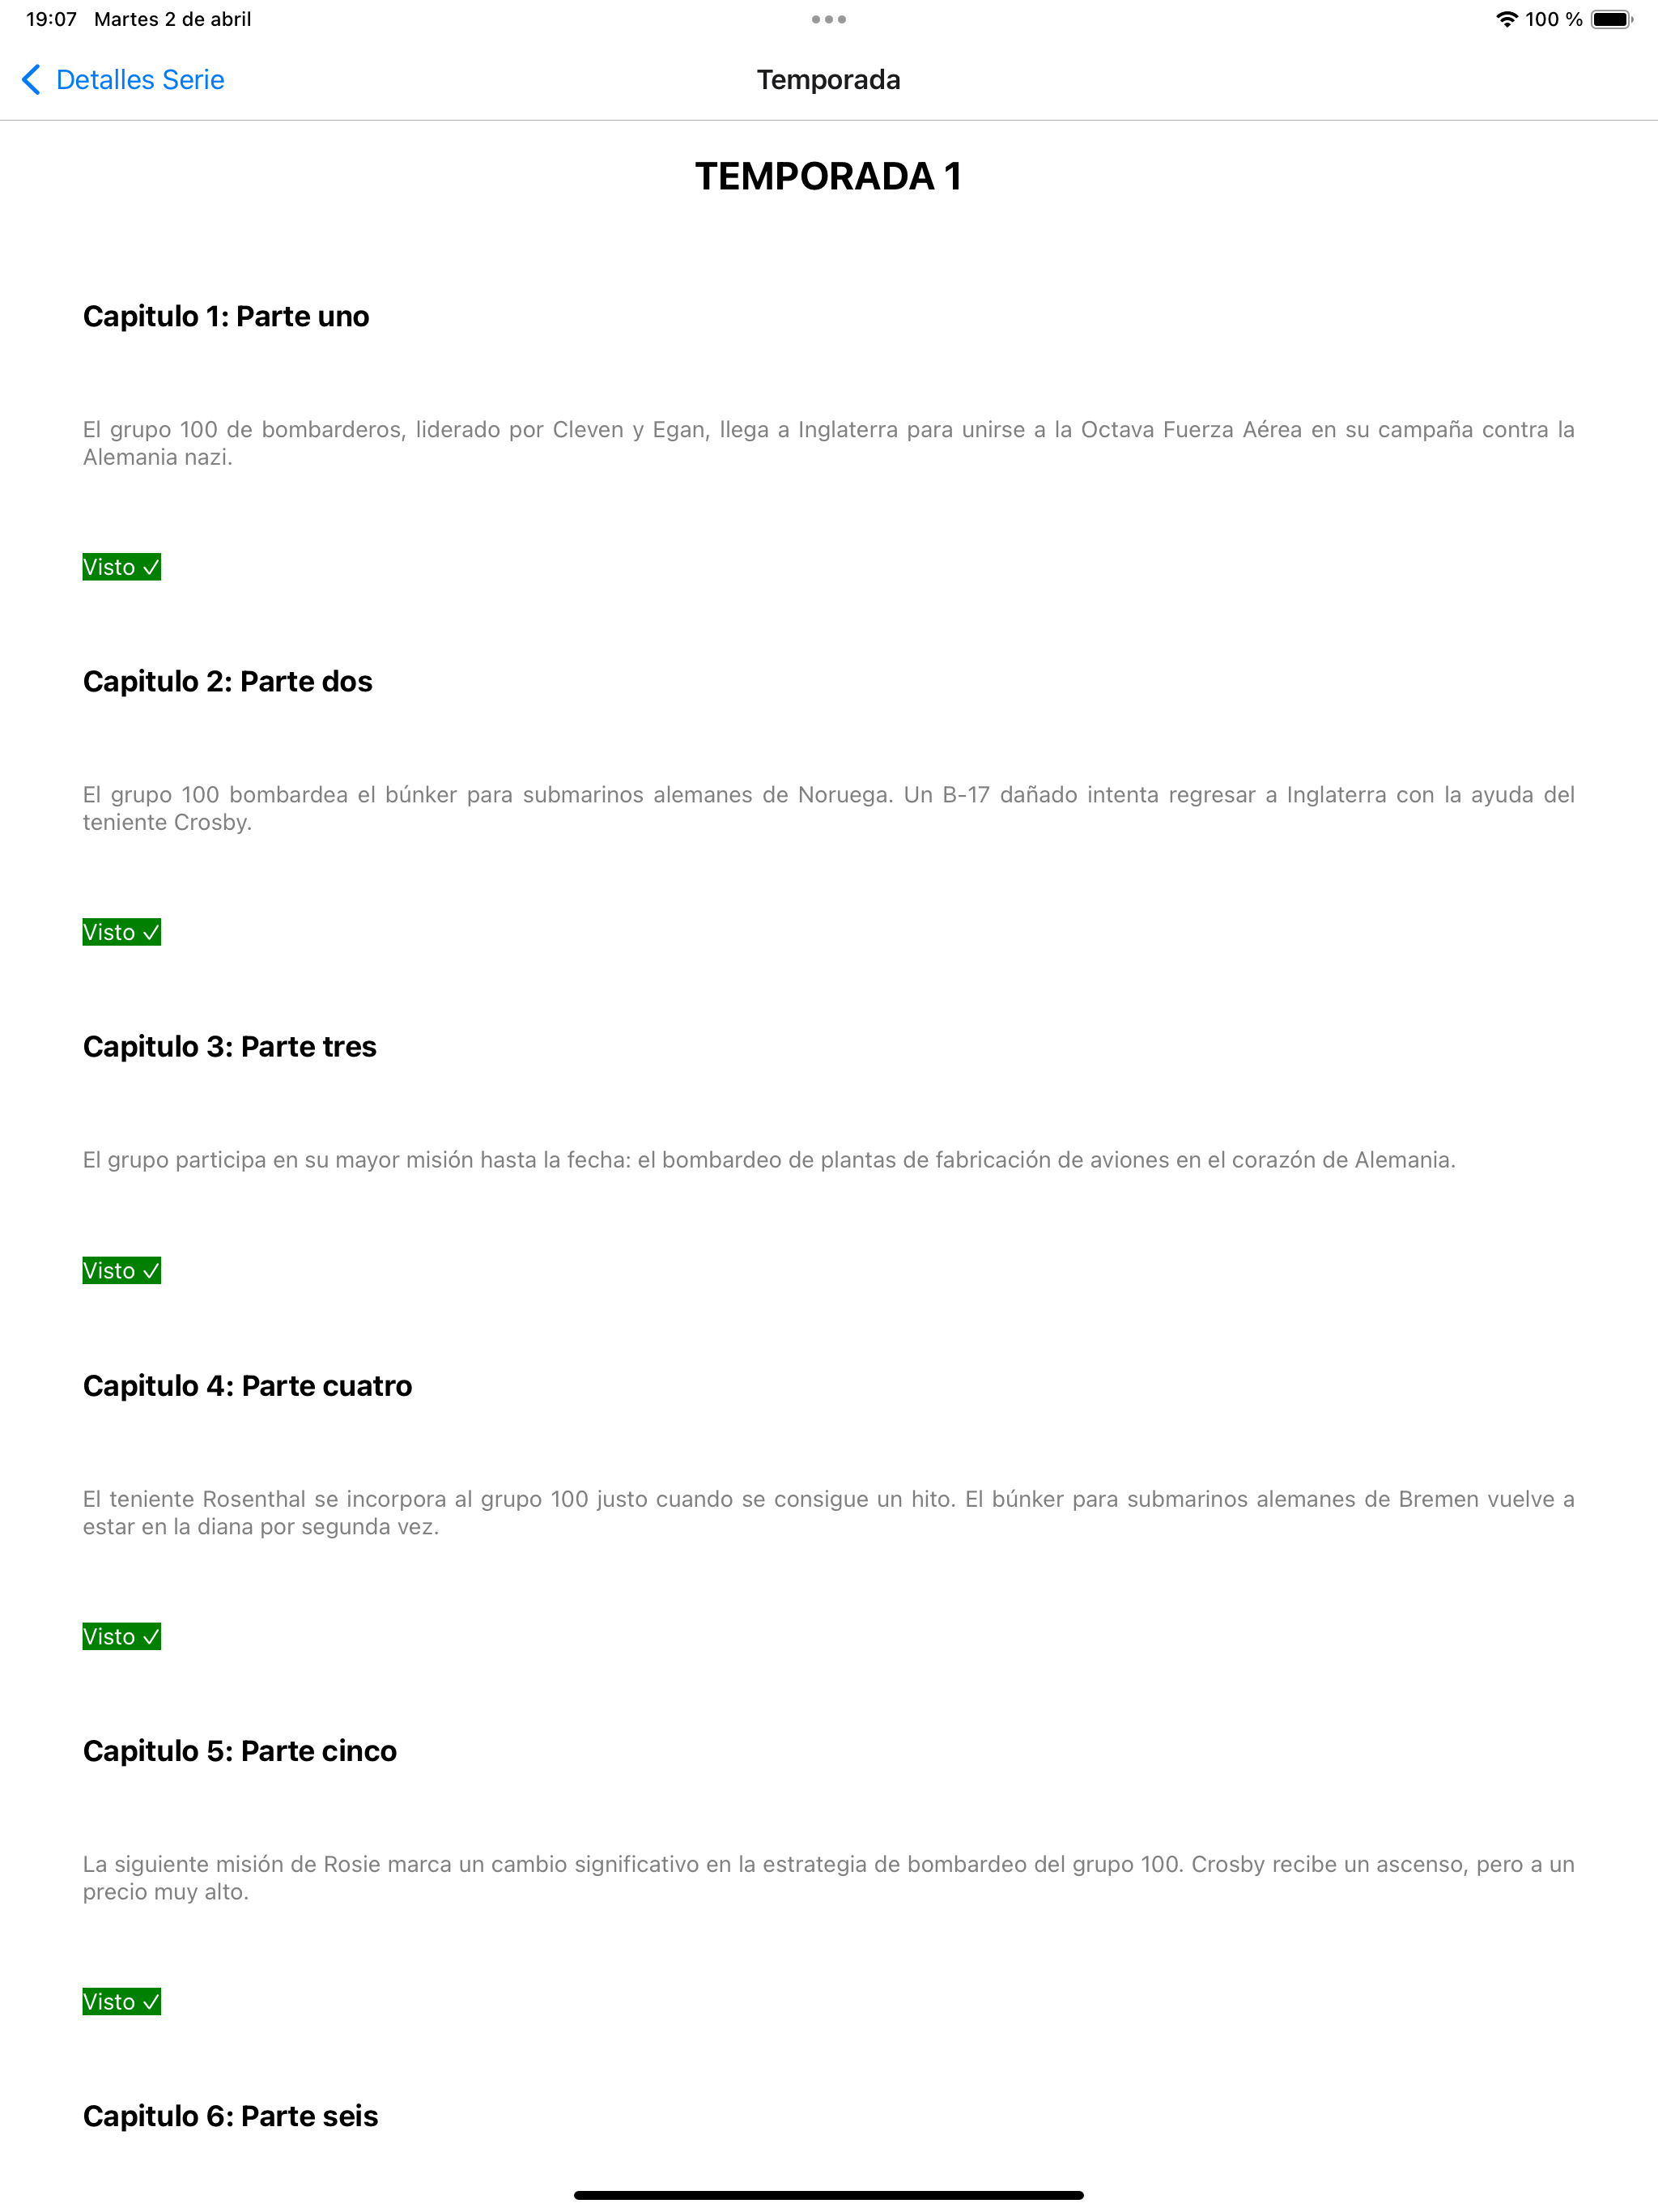 19:07 Martes 2 de abril
100 %
Detalles Serie
Temporada
TEMPORADA 1
Capitulo 1: Parte uno
El grupo 100 de bombarderos, liderado por Cleven y Egan, llega a Inglaterra para unirse a la Octava Fuerza Aérea en su campaña contra la
Alemania nazi.
Visto ✓
Capitulo 2: Parte dos
El grupo 100 bombardea el búnker para submarinos alemanes de Noruega. Un B-17 dañado intenta regresar a Inglaterra con la ayuda del
teniente Crosby.
Visto ✓
Capitulo 3: Parte tres
El grupo participa en su mayor misión hasta la fecha: el bombardeo de plantas de fabricación de aviones en el corazón de Alemania.
Visto ✓
Capitulo 4: Parte cuatro
El teniente Rosenthal se incorpora al grupo 100 justo cuando se consigue un hito. El búnker para submarinos alemanes de Bremen vuelve a
estar en la diana por segunda vez.
Visto ✓
Capitulo 5: Parte cinco
La siguiente misión de Rosie marca un cambio significativo en la estrategia de bombardeo del grupo 100. Crosby recibe un ascenso, pero a un
precio muy alto.
Visto ✓
Capitulo 6: Parte seis